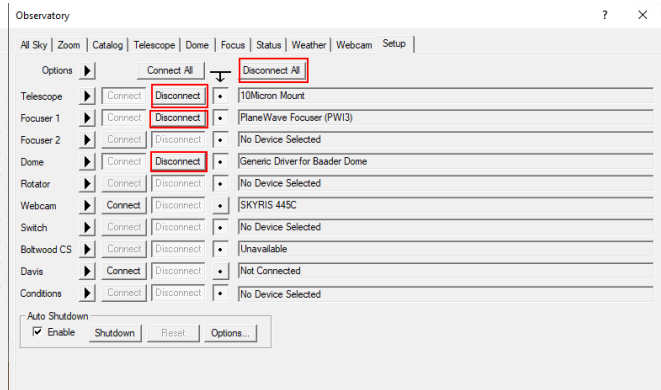 Observatory ? X
All Sky Zoom Catalog Telescope Dome Focus Status Weather Webcam Setup
Options Connect All Disconnect All
Telescope Connect Disconnect 10Micron Mount
Focuser 1 Connect Disconnect PlaneWave Focuser (PWI3)
Focuser 2 Connect Disconnect No Device Selected
Dome Connect Disconnect Generic Driver for Baader Dome
Rotator Connect Disconnect No Device Selected
Webcam Connect Disconnect SKYRIS 445C
Switch Connect Disconnect No Device Selected
Boltwood CS Connect Disconnect Unavailable
Davis Connect Disconnect Not Connected
Conditions Connect Disconnect No Device Selected
Auto Shutdown
Enable Shutdown Reset Options...